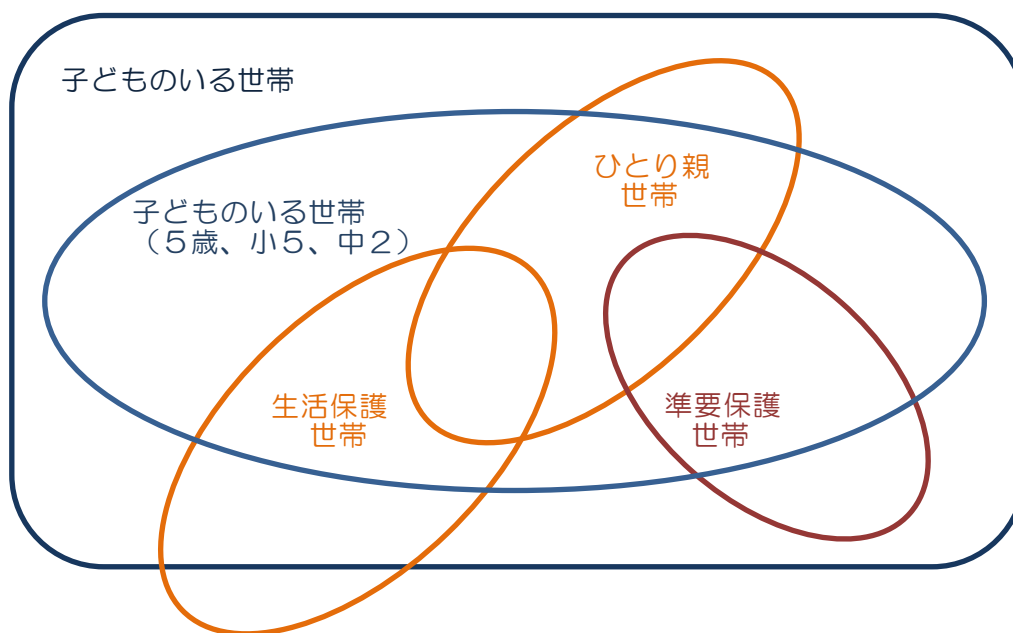 子どものいる世帯
ひとり親
世帯
子どものいる世帯
（５歳、小５、中２）
生活保護
世帯
準要保護
世帯